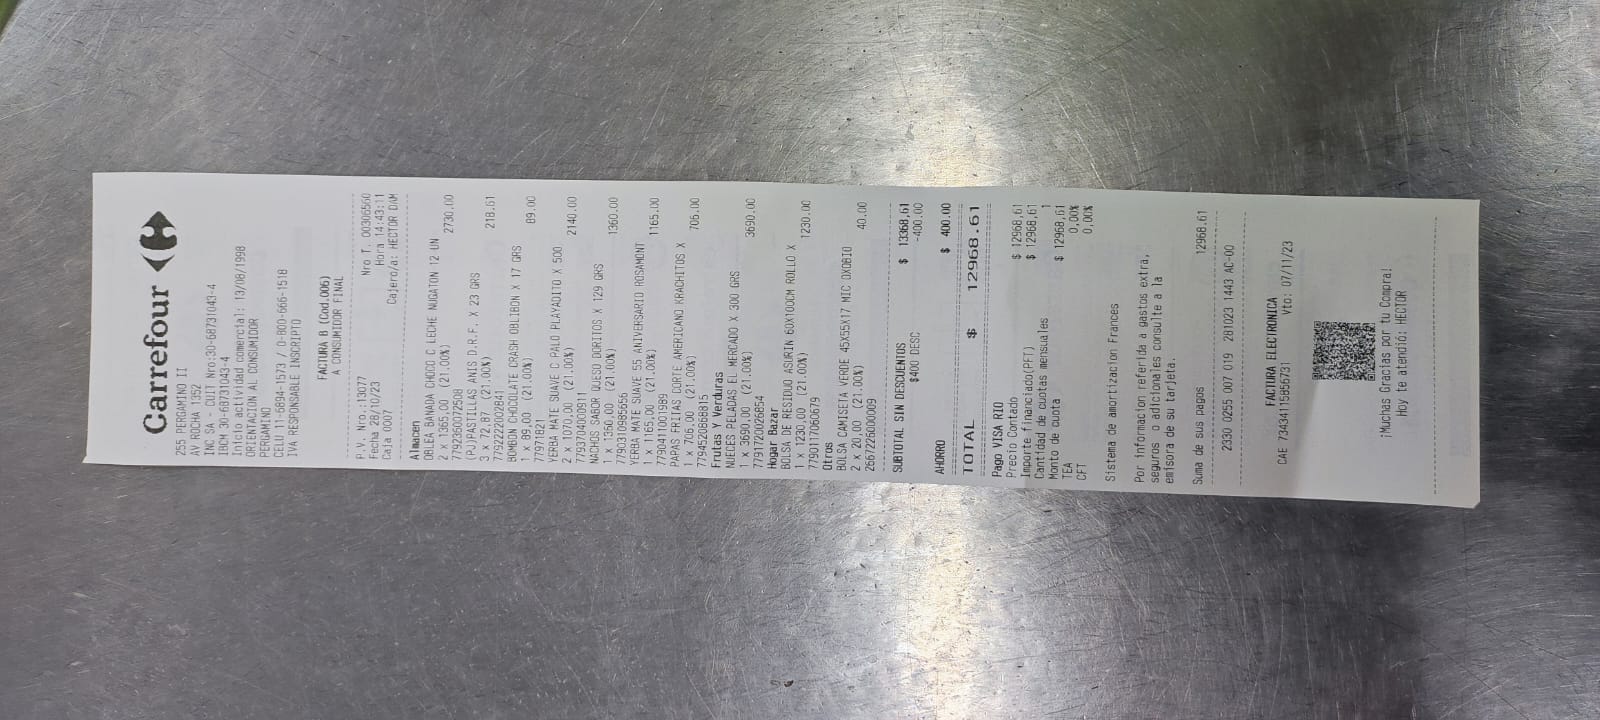 Carrefour
255 PERGAMINO II
AV ROCHA 1352
INC SA - CUIT Nro:30-68731043-4
IBCM 30-68731043-4
Inicio actividad comercial: 13/08/1998
ORIENTACION AL CONSUMIDOR
PERGAMINO
CELLU 11-6894-1573 / 0-800-666-1518
IVA RESPONSABLE INSCRIPTO
FACTURA B (Cod.006)
A CONSUMIDOR FINAL
P.V. Nro.:13077 Nro T. 00306560
Fecha 28/10/23 Hora 14:43:11
Caja 0007 Cajero/a: HECTOR DAM
Almacen
OBLEA BAÑADA CHOCO C LECHE NUGATON 12 UN
2 x 1365,00 (21.00%) 2730.00
7792360072508
(PJ)PASTILLAS ANIS D.R.F. X 23 GRS
3 x 72,87 (21.00%) 218.61
7792222002841
BOMBON CHOCOLATE CRASH OBLIBON X 17 GRS
1 x 89,00 (21.00%) 89.00
77971621
YERBA MATE SUAVE C PALO PLAYADITO X 500
2 x 1070,00 (21.00%) 2140.00
7793704000911
NACHOS SABOR QUESO DORITOS X 129 GRS
1 x 1360,00 (21.00%) 1360.00
7790310985656
YERBA MATE SUAVE 55 ANIVERSARIO ROSAMONT
1 x 1165,00 (21.00%) 1165.00
7790411001989
PAPAS FRITAS CORTE AMERICANO KRACHITOS X
1 x 706,00 (21.00%) 706.00
7794520868815
Frutas Y Verduras
NUECES PELADAS EL MERCADO X 300 GRS
1 x 3690,00 (21.00%) 3690.00
7791720026854
Hogar Bazar
BOLSA DE RESIDUO ASURIN 60X100CM ROLLO X
1 x 1230,00 (21.00%) 1230.00
7790117060679
Otros
BOLSA CAMISETA VERDE 45X55X17 MIC OXOBIO
2 x 20,00 (21.00%) 40.00
2667226000009
SUBTOTAL SIN DESCUENTOS $ 13368,61
$400 DESC -400,00
AHORRO $ 400.00
TOTAL $ 12968.61
Pago VISA RIO
Precio Contado $ 12968,61
Importe financiado(PFT) $ 12968,61
Cantidad de cuotas mensuales 1
Monto de cuota $ 12968,61
TEA 0,00%
CFT 0,00%
Sistema de amortizacion Frances
Por informacion referida a gastos extra,
seguros o adicionales consulte a la
emisora de su tarjeta.
Suma de sus pagos 12968,61
20330 0255 007 019 281023 1443 AC-00
FACTURA ELECTRONICA
CAE 73434115856731 Vto: 07/11/23
¡Muchas Gracias por tu Compra!
Hoy te atendió: HECTOR